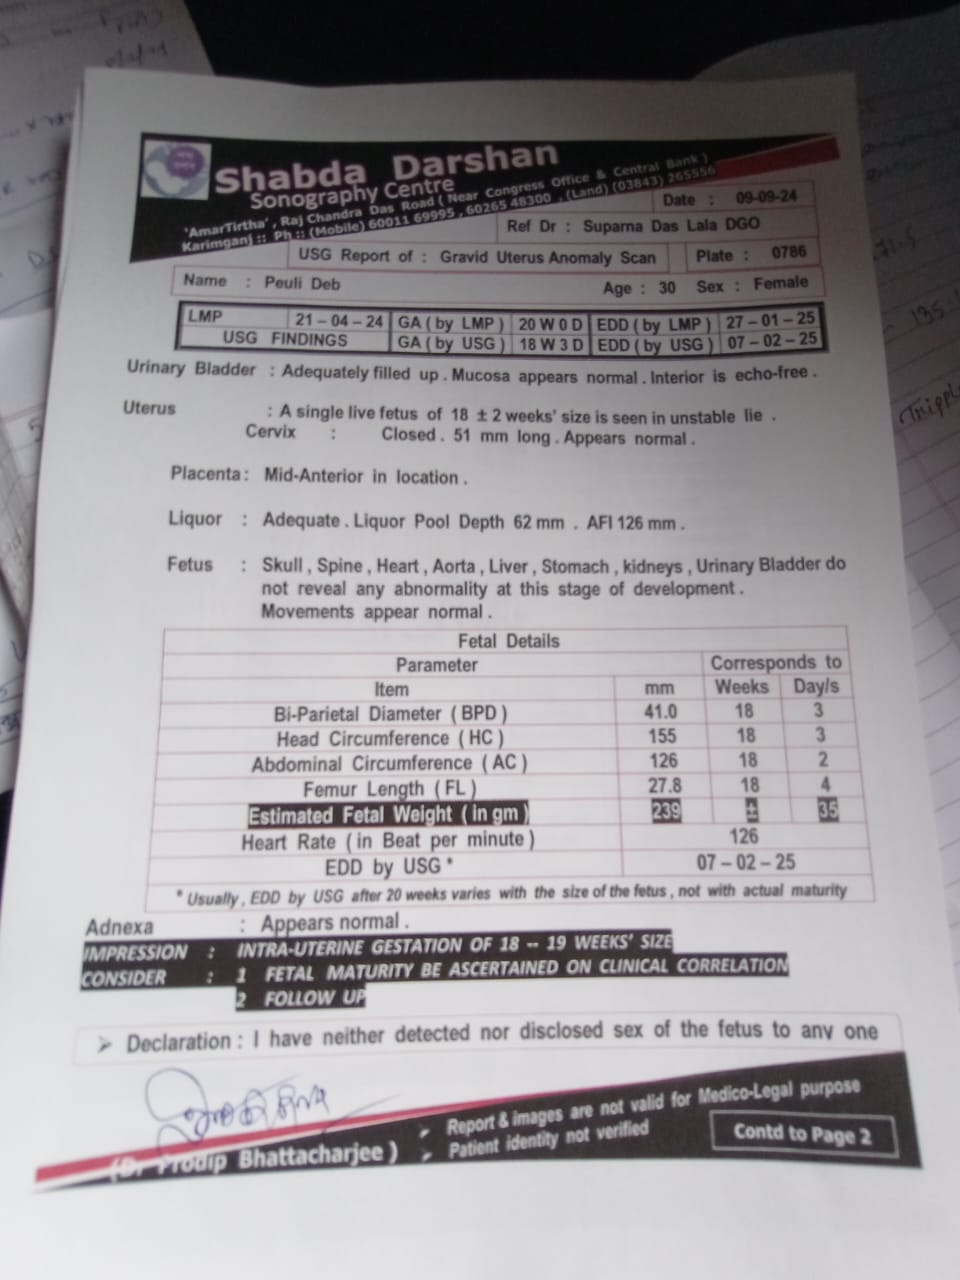 Shabda Darshan
Sonography Centre
'AmarTirtha', Raj Chandra Das Road ( Near Congress Office & Central Bank )
Karimganj :: Ph :: (Mobile) 60011 69995 , 60265 48300 , (Land) (03843) 265556
Date : 09-09-24
Ref Dr : Suparna Das Lala DGO
USG Report of : Gravid Uterus Anomaly Scan Plate : 0786
Name : Peuli Deb Age : 30 Sex : Female
LMP 21 – 04 – 24 GA ( by LMP ) 20 W 0 D EDD ( by LMP ) 27 – 01 – 25
USG FINDINGS GA ( by USG ) 18 W 3 D EDD ( by USG ) 07 – 02 – 25
Urinary Bladder : Adequately filled up . Mucosa appears normal . Interior is echo-free .
Uterus : A single live fetus of 18 ± 2 weeks' size is seen in unstable lie .
Cervix : Closed . 51 mm long . Appears normal .
Placenta : Mid-Anterior in location .
Liquor : Adequate . Liquor Pool Depth 62 mm . AFI 126 mm .
Fetus : Skull , Spine , Heart , Aorta , Liver , Stomach , kidneys , Urinary Bladder do
not reveal any abnormality at this stage of development .
Movements appear normal .
Fetal Details
Parameter Corresponds to
Item mm Weeks Day/s
Bi-Parietal Diameter ( BPD ) 41.0 18 3
Head Circumference ( HC ) 155 18 3
Abdominal Circumference ( AC ) 126 18 2
Femur Length ( FL ) 27.8 18 4
Estimated Fetal Weight ( in gm ) 239 ± 35
Heart Rate ( in Beat per minute ) 126
EDD by USG * 07 – 02 – 25
* Usually , EDD by USG after 20 weeks varies with the size of the fetus , not with actual maturity
Adnexa : Appears normal .
IMPRESSION : INTRA-UTERINE GESTATION OF 18 -- 19 WEEKS' SIZE
CONSIDER : 1 FETAL MATURITY BE ASCERTAINED ON CLINICAL CORRELATION
2 FOLLOW UP
➢ Declaration : I have neither detected nor disclosed sex of the fetus to any one
(Dr Prodip Bhattacharjee )
➢ Report & images are not valid for Medico-Legal purpose
➢ Patient identity not verified
Contd to Page 2